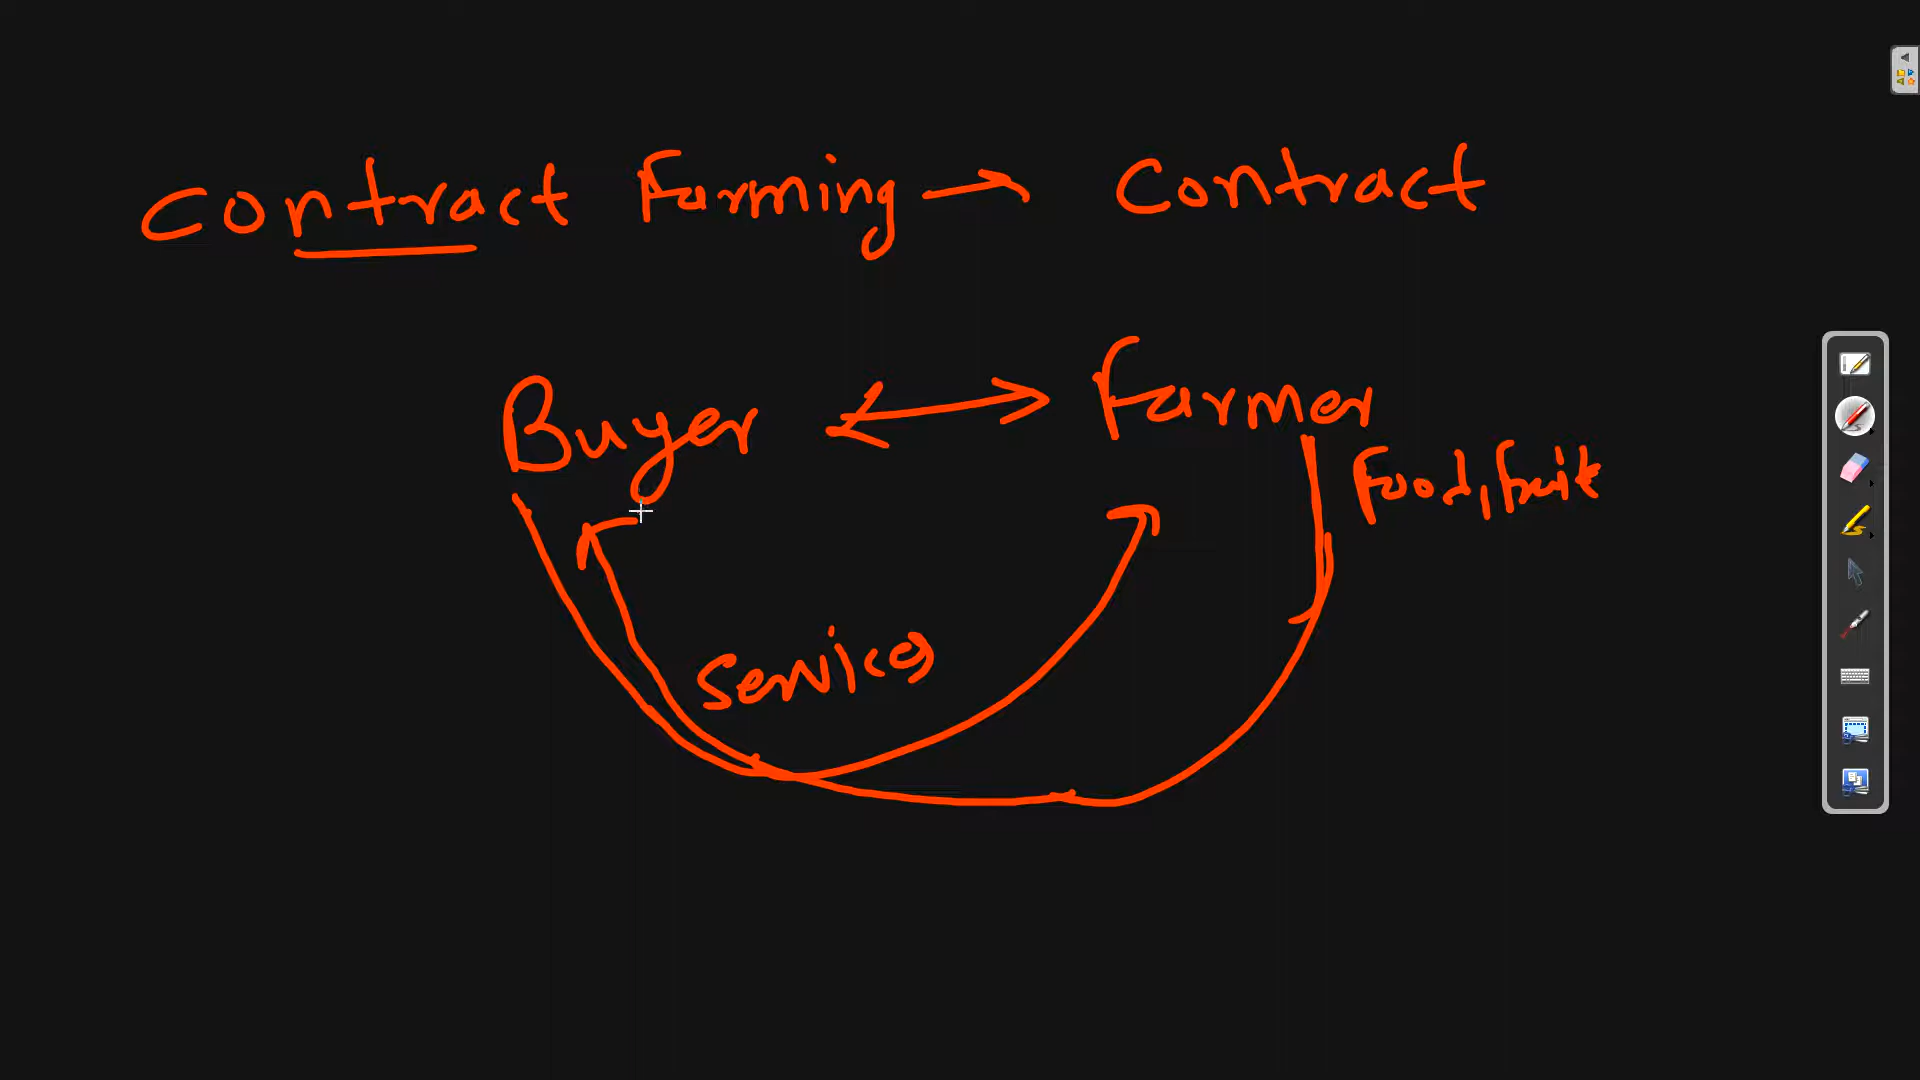 Contract Farming → Contract
Buyer ↔ Farmer
Food, fruit
Services